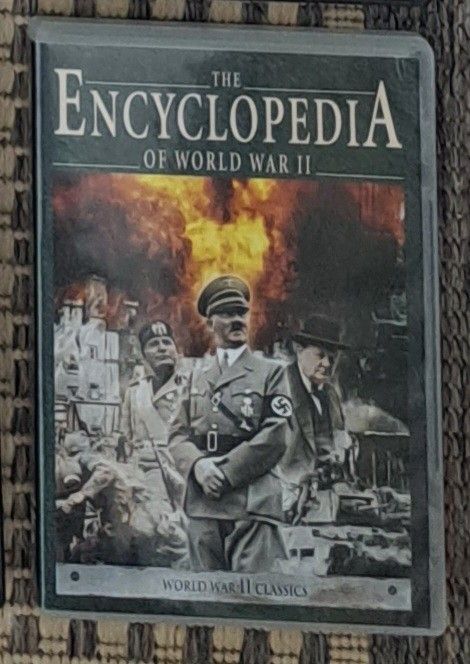 THE
ENCYCLOPEDIA
OF WORLD WAR II
WORLD WAR II CLASSICS